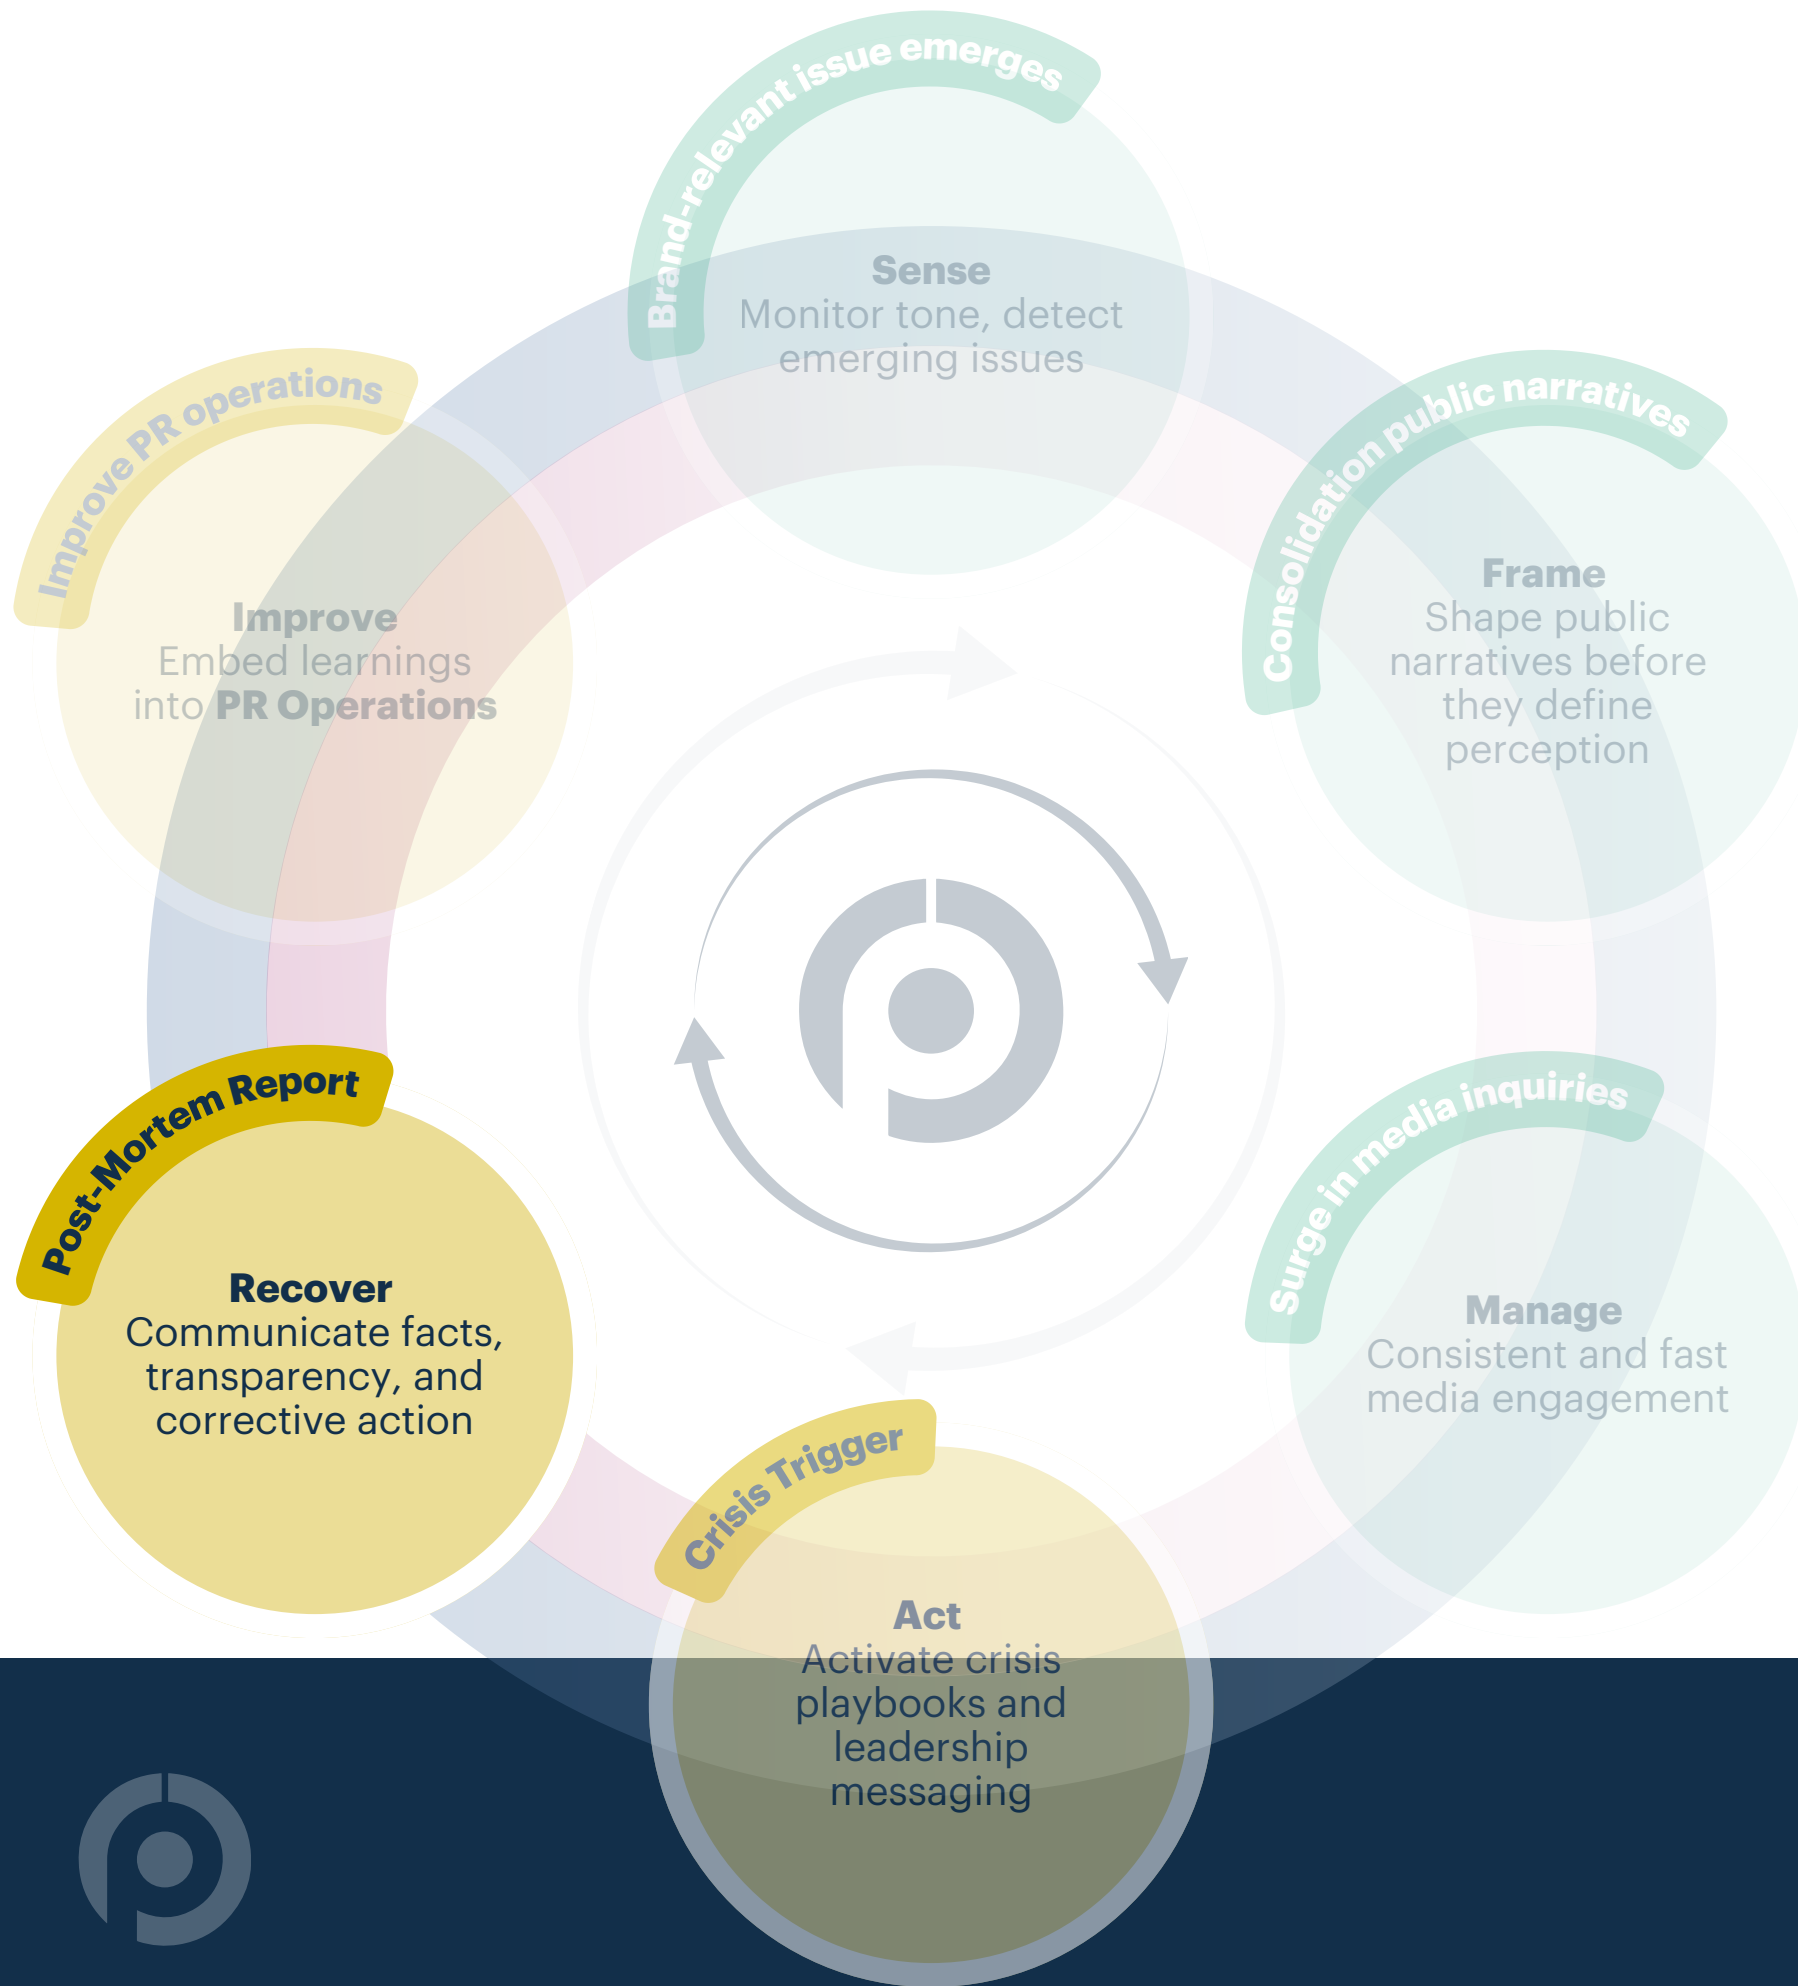 Brand-relevant issue emerges
Sense
Monitor tone, detect
emerging issues
Consolidation public narratives
Frame
Shape public
narratives before
they define
perception
Surge in media inquiries
Manage
Consistent and fast
media engagement
Crisis Trigger
Act
Activate crisis
playbooks and
leadership
messaging
Post-Mortem Report
Recover
Communicate facts,
transparency, and
corrective action
Improve PR operations
Improve
Embed learnings
into PR Operations